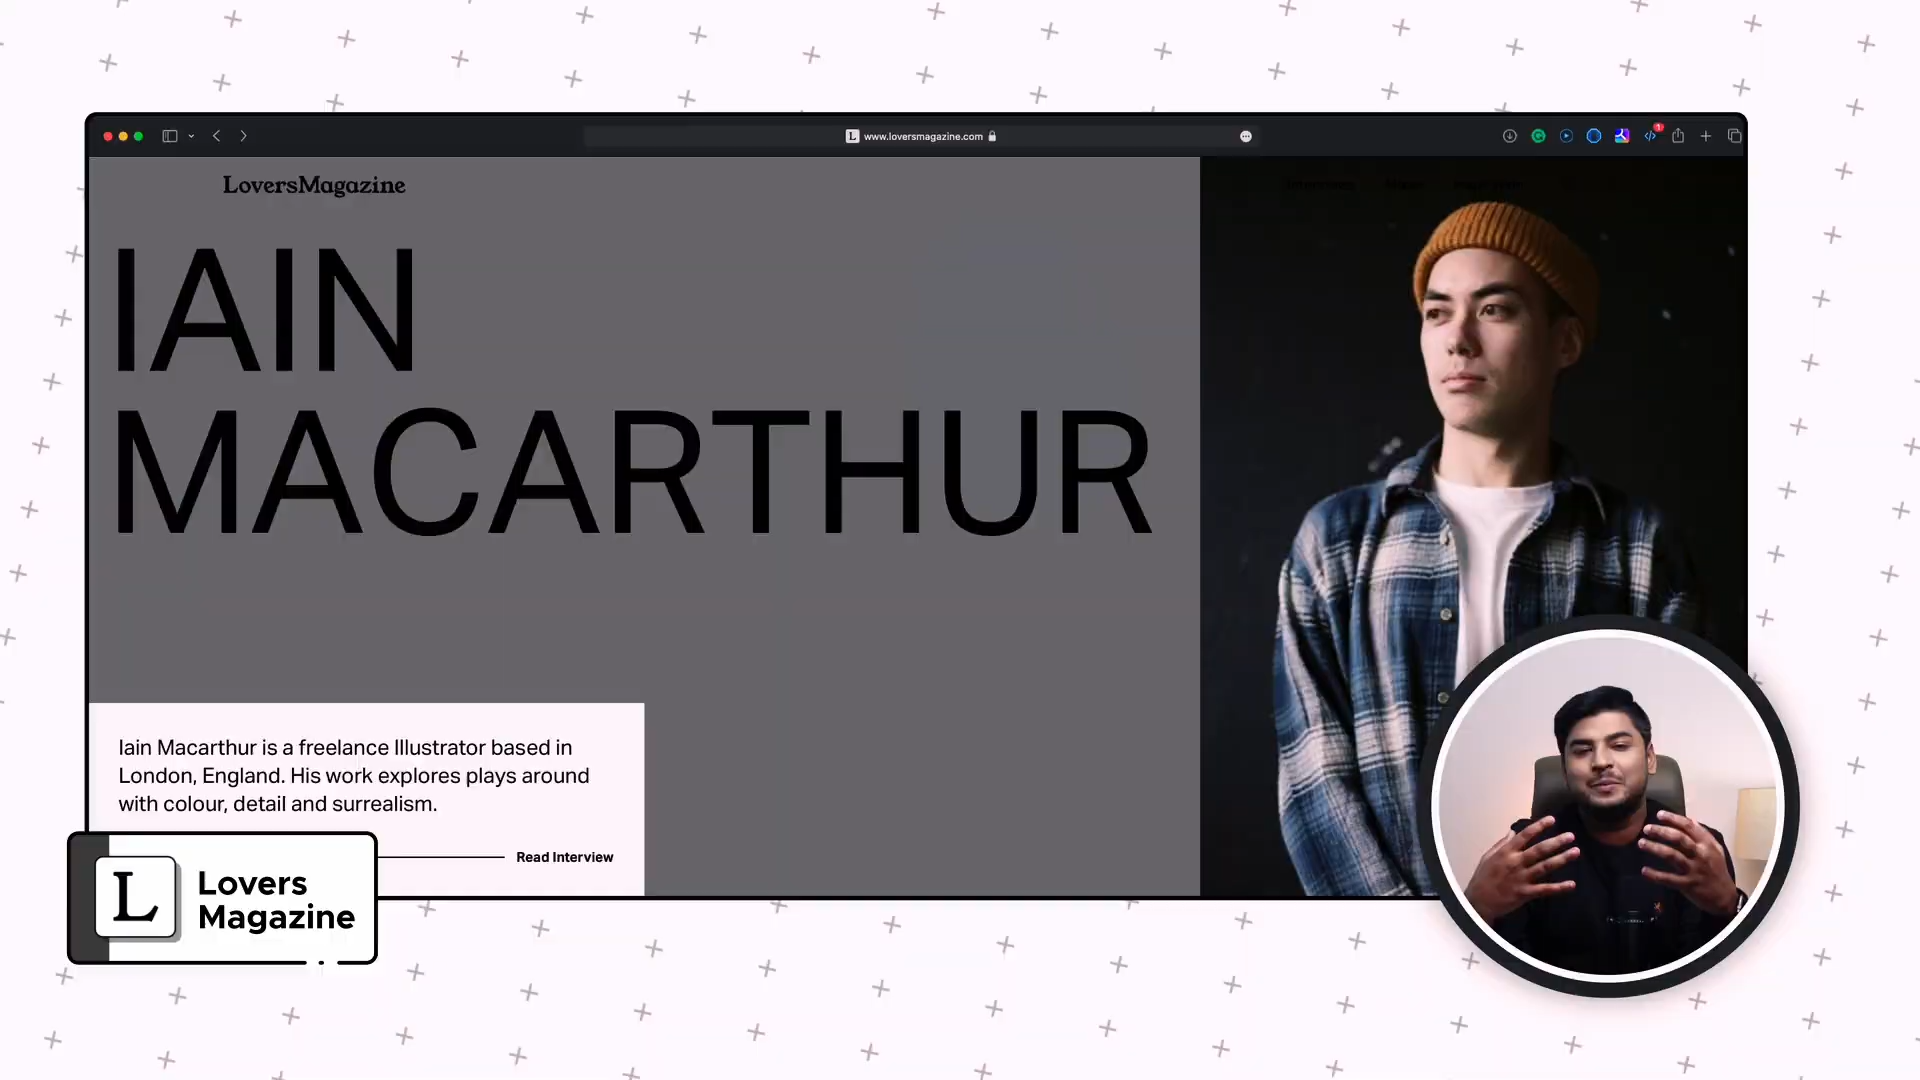 www.loversmagazine.com
1
LoversMagazine
IAIN
MACARTHUR
Iain Macarthur is a freelance Illustrator based in
London, England. His work explores plays around
with colour, detail and surrealism.
Read Interview
L
Lovers
Magazine